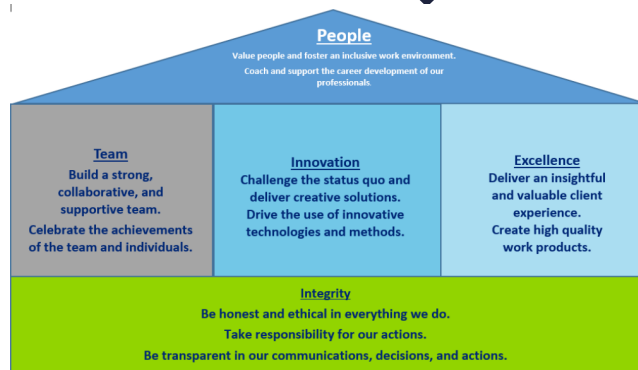 People
Value people and foster an inclusive work environment.
Coach and support the career development of our
professionals.
Team
Build a strong,
collaborative, and
supportive team.
Celebrate the achievements
of the team and individuals.
Innovation
Challenge the status quo and
deliver creative solutions.
Drive the use of innovative
technologies and methods.
Excellence
Deliver an insightful
and valuable client
experience.
Create high quality
work products.
Integrity
Be honest and ethical in everything we do.
Take responsibility for our actions.
Be transparent in our communications, decisions, and actions.